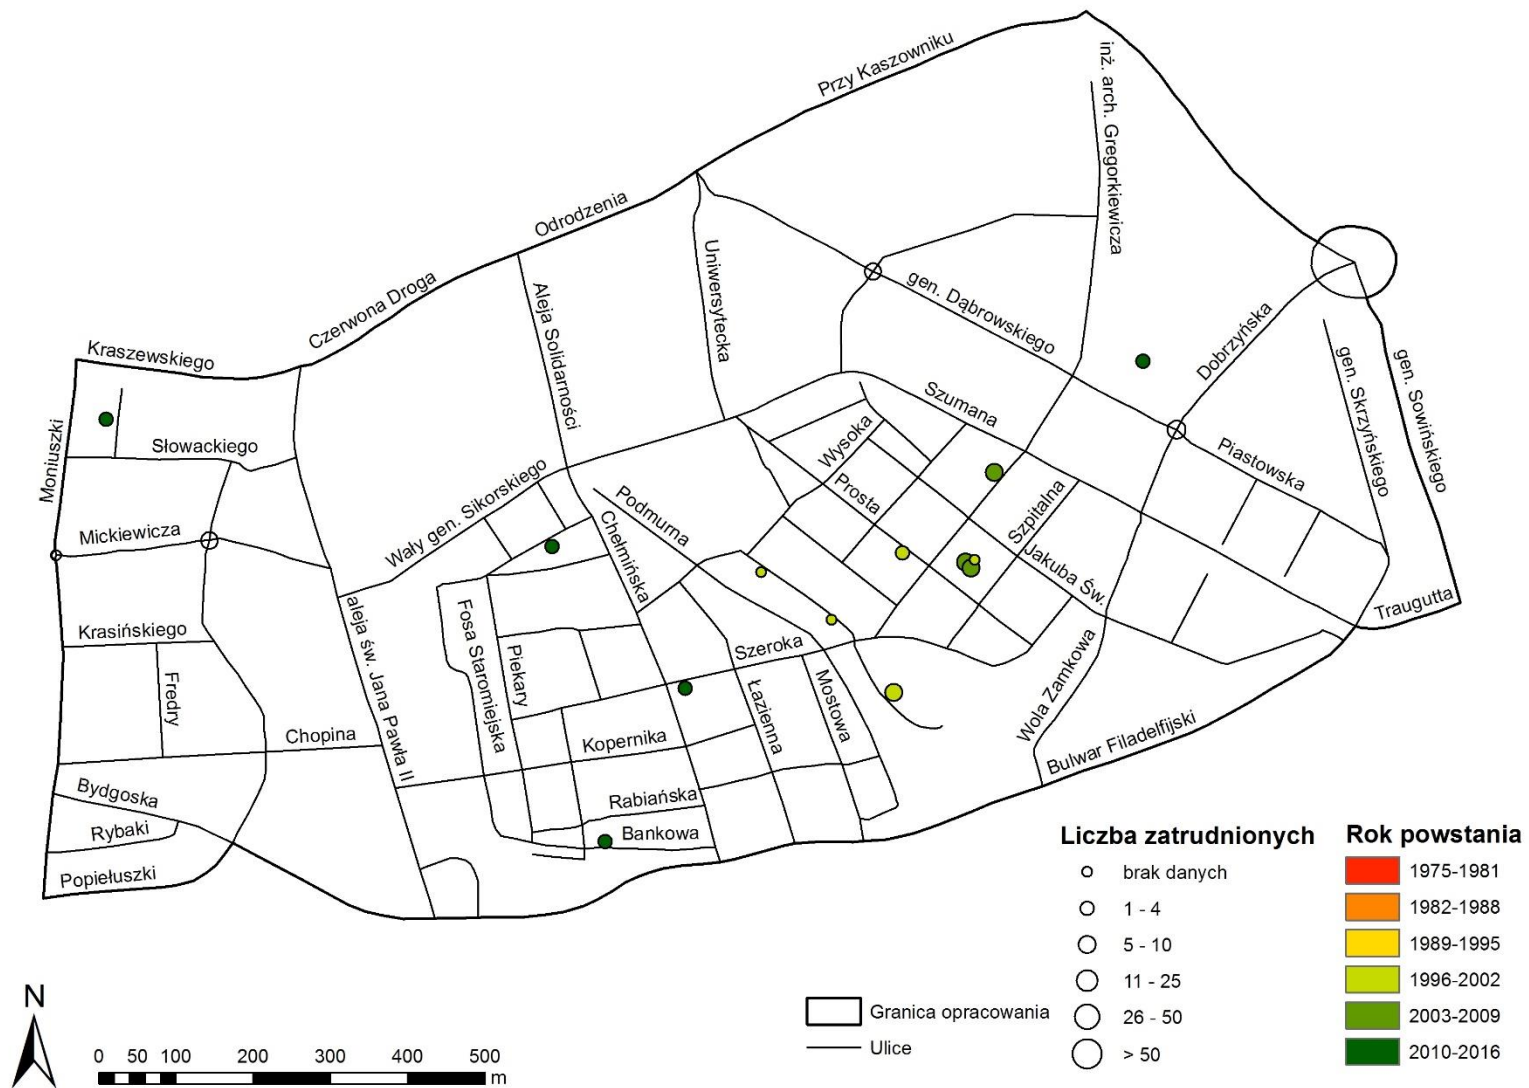 Przy Kaszowniku
inż. arch. Gregorkiewicza
Odrodzenia
Czerwona Droga
Uniwersytecka
Aleja Solidarności
gen. Dąbrowskiego
Dobrzyńska
Kraszewskiego
gen. Skrzyńskiego
gen. Sowińskiego
Szumana
Moniuszki
Słowackiego
Wysoka
Piastowska
Wały gen. Sikorskiego
Podmurna
Prosta
Szpitalna
Mickiewicza
Chełmińska
Jakuba Św.
aleja św. Jana Pawła II
Fosa Staromiejska
Traugutta
Krasińskiego
Piekary
Szeroka
Fredry
Łazienna
Mostowa
Wola Zamkowa
Chopina
Kopernika
Bulwar Filadelfijski
Bydgoska
Rabiańska
Rybaki
Bankowa
Popiełuszki
Liczba zatrudnionych
brak danych
1 - 4
5 - 10
11 - 25
26 - 50
> 50
Rok powstania
1975-1981
1982-1988
1989-1995
1996-2002
2003-2009
2010-2016
Granica opracowania
Ulice
N
0 50 100 200 300 400 500
m